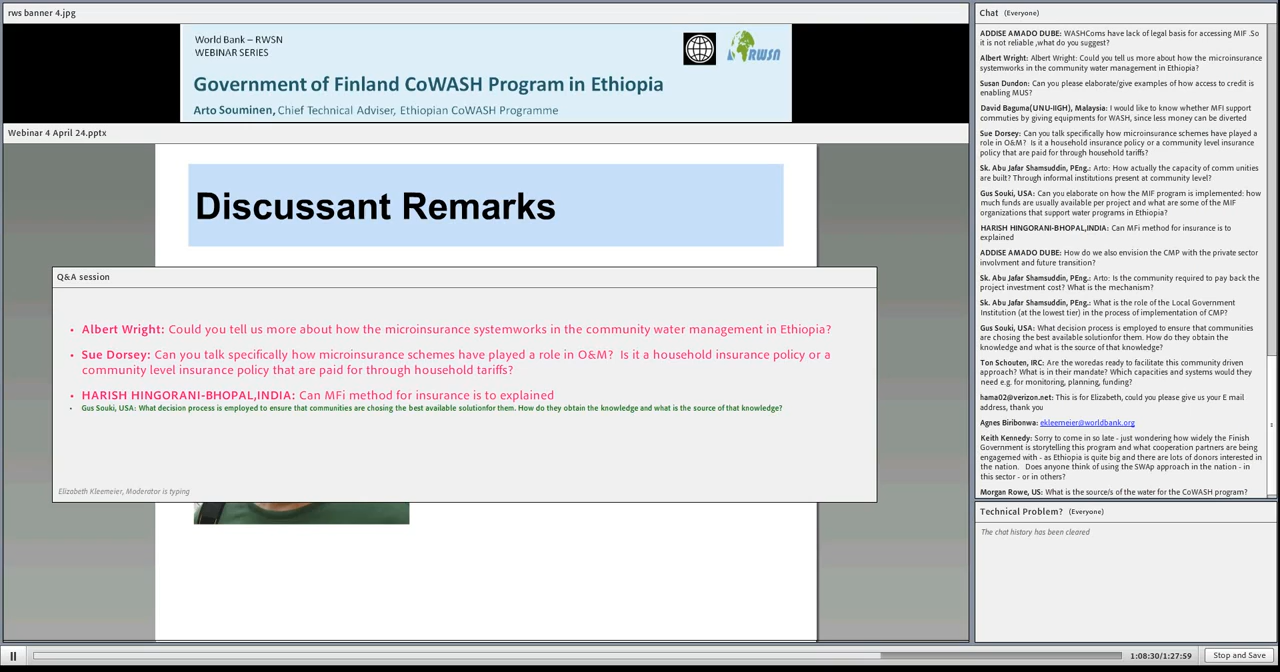 rws banner 4.jpg
World Bank – RWSN
WEBINAR SERIES
RWSN
Government of Finland CoWASH Program in Ethiopia
Arto Souminen, Chief Technical Adviser, Ethiopian CoWASH Programme
Webinar 4 April 24.pptx
Discussant Remarks
Q&A session
• Albert Wright: Could you tell us more about how the microinsurance systemworks in the community water management in Ethiopia?
• Sue Dorsey: Can you talk specifically how microinsurance schemes have played a role in O&M? Is it a household insurance policy or a
community level insurance policy that are paid for through household tariffs?
• HARISH HINGORANI-BHOPAL,INDIA: Can MFi method for insurance is to explained
• Gus Souki, USA: What decision process is employed to ensure that communities are chosing the best available solutionfor them. How do they obtain the knowledge and what is the source of that knowledge?
Elizabeth Kleemeier, Moderator is typing
Chat (Everyone)
ADDISE AMADO DUBE: WASHComs have lack of legal basis for accessing MIF .So
it is not reliable ,what do you suggest?
Albert Wright: Albert Wright: Could you tell us more about how the microinsurance
systemworks in the community water management in Ethiopia?
Susan Dundon: Can you please elaborate/give examples of how access to credit is
enabling MUS?
David Baguma(UNU-IIGH), Malaysia: I would like to know whether MFI support
commuties by giving equipments for WASH, since less money can be diverted
Sue Dorsey: Can you talk specifically how microinsurance schemes have played a
role in O&M? Is it a household insurance policy or a community level insurance
policy that are paid for through household tariffs?
Sk. Abu Jafar Shamsuddin, PEng.: Arto: How actually the capacity of comm unities
are built? Through informal institutions present at community level?
Gus Souki, USA: Can you elaborate on how the MIF program is implemented: how
much funds are usually available per project and what are some of the MIF
organizations that support water programs in Ethiopia?
HARISH HINGORANI-BHOPAL,INDIA: Can MFi method for insurance is to
explained
ADDISE AMADO DUBE: How do we also envision the CMP with the private sector
involvment and future transition?
Sk. Abu Jafar Shamsuddin, PEng.: Arto: Is the community required to pay back the
project investment cost? What is the mechanism?
Sk. Abu Jafar Shamsuddin, PEng.: What is the role of the Local Government
Institution (at the lowest tier) in the process of implementation of CMP?
Gus Souki, USA: What decision process is employed to ensure that communities
are chosing the best available solutionfor them. How do they obtain the
knowledge and what is the source of that knowledge?
Ton Schouten, IRC: Are the woredas ready to facilitate this community driven
approach? What is in their mandate? Which capacities and systems would they
need e.g. for monitoring, planning, funding?
hama02@verizon.net: This is for Elizabeth, could you please give us your E mail
address, thank you
Agnes Biribonwa: ekleemeier@worldbank.org
Keith Kennedy: Sorry to come in so late - just wondering how widely the Finish
Government is storytelling this program and what cooperation partners are being
engagemed with - as Ethiopia is quite big and there are lots of donors interested in
the nation. Does anyone think of using the SWAp approach in the nation - in
this sector - or in others?
Morgan Rowe, US: What is the source/s of the water for the CoWASH program?
Technical Problem? (Everyone)
The chat history has been cleared
1:08:30/1:27:59
Stop and Save